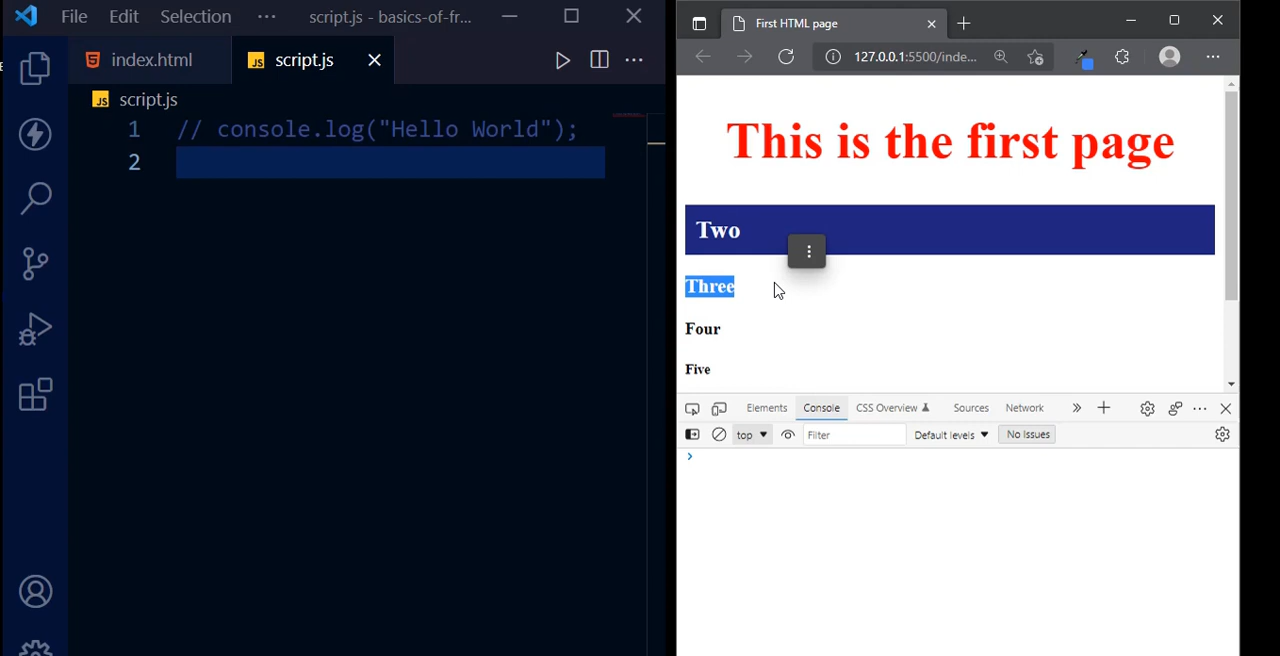 File Edit Selection ··· script.js - basics-of-fr...
index.html script.js
JS script.js
1 // console.log("Hello World");
2
First HTML page
127.0.0.1:5500/inde...
This is the first page
Two
Three
Four
Five
Elements Console CSS Overview Sources Network
top Filter Default levels No Issues